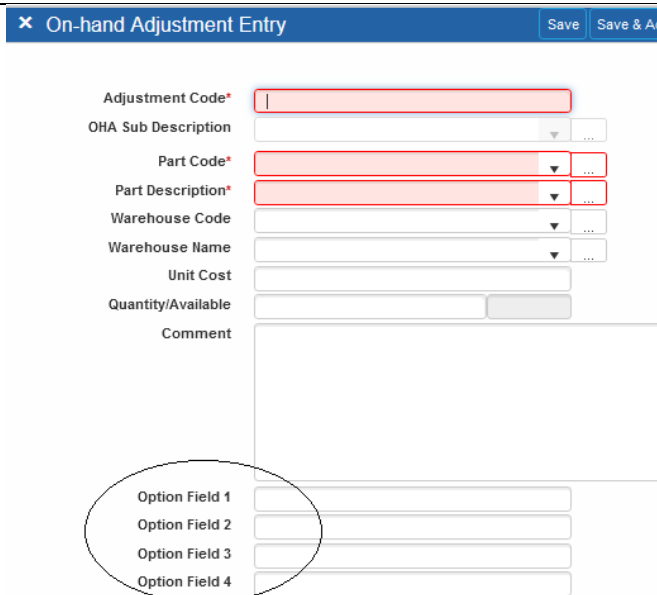 × On-hand Adjustment Entry Save Save & A
Adjustment Code*
OHA Sub Description ...
Part Code* ...
Part Description* ...
Warehouse Code ...
Warehouse Name ...
Unit Cost
Quantity/Available
Comment
Option Field 1
Option Field 2
Option Field 3
Option Field 4